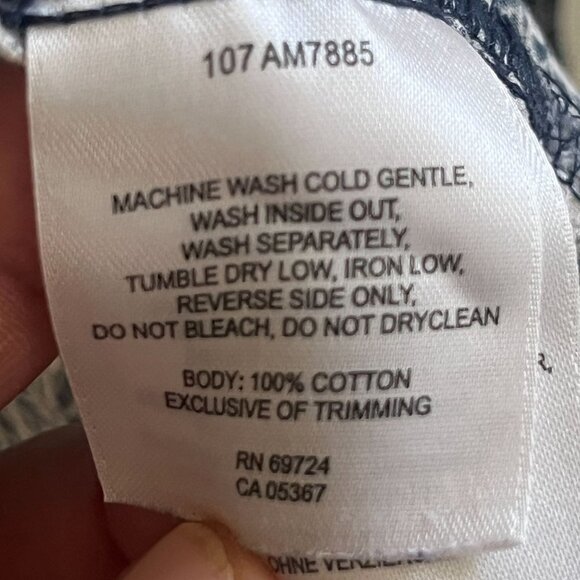 107 AM7885
MACHINE WASH COLD GENTLE,
WASH INSIDE OUT,
WASH SEPARATELY,
TUMBLE DRY LOW, IRON LOW,
REVERSE SIDE ONLY,
DO NOT BLEACH, DO NOT DRYCLEAN
BODY: 100% COTTON
EXCLUSIVE OF TRIMMING
RN 69724
CA 05367
R.
OHNE